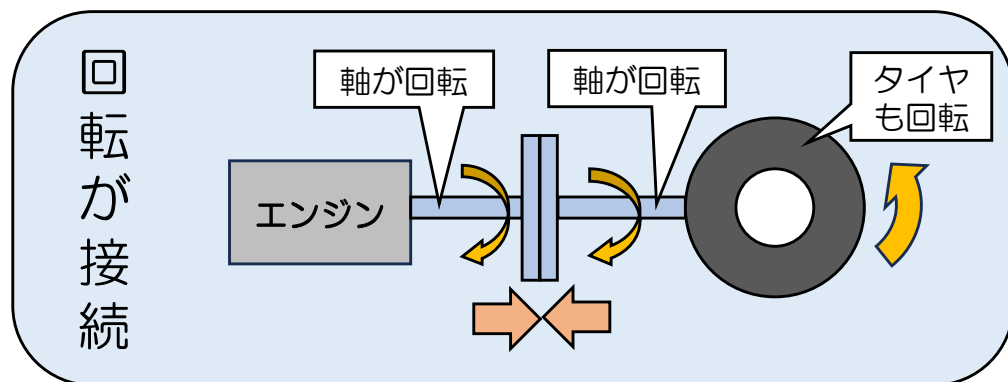 回転が接続
軸が回転
軸が回転
タイヤ
も回転
エンジン